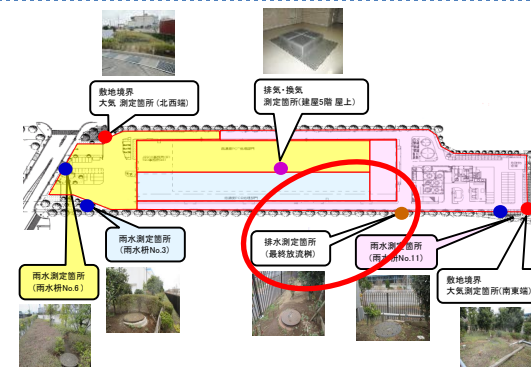 敷地境界
大気 測定箇所 (北西端)
排気・換気
測定箇所(建屋5階 屋上)
雨水測定箇所
(雨水枡No.3)
排水測定箇所
(最終放流桝)
雨水測定箇所
(雨水枡No.11)
雨水測定箇所
(雨水枡No.6)
敷地境界
大気測定箇所(南東端)